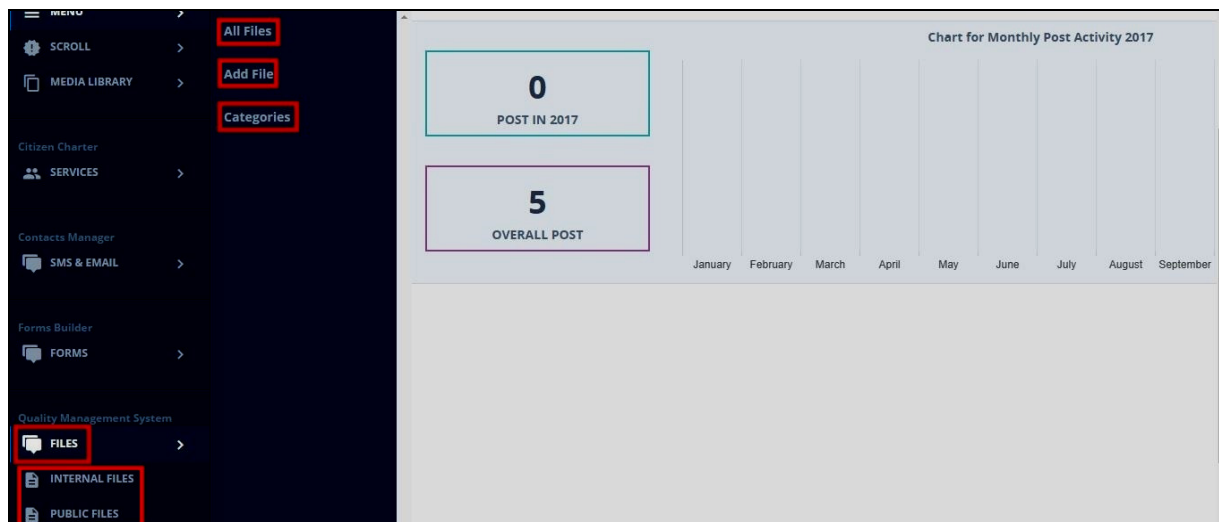 MENU
SCROLL
MEDIA LIBRARY
Citizen Charter
SERVICES
Contacts Manager
SMS & EMAIL
Forms Builder
FORMS
Quality Management System
FILES
INTERNAL FILES
PUBLIC FILES
All Files
Add File
Categories
0
POST IN 2017
5
OVERALL POST
Chart for Monthly Post Activity 2017
January February March April May June July August September